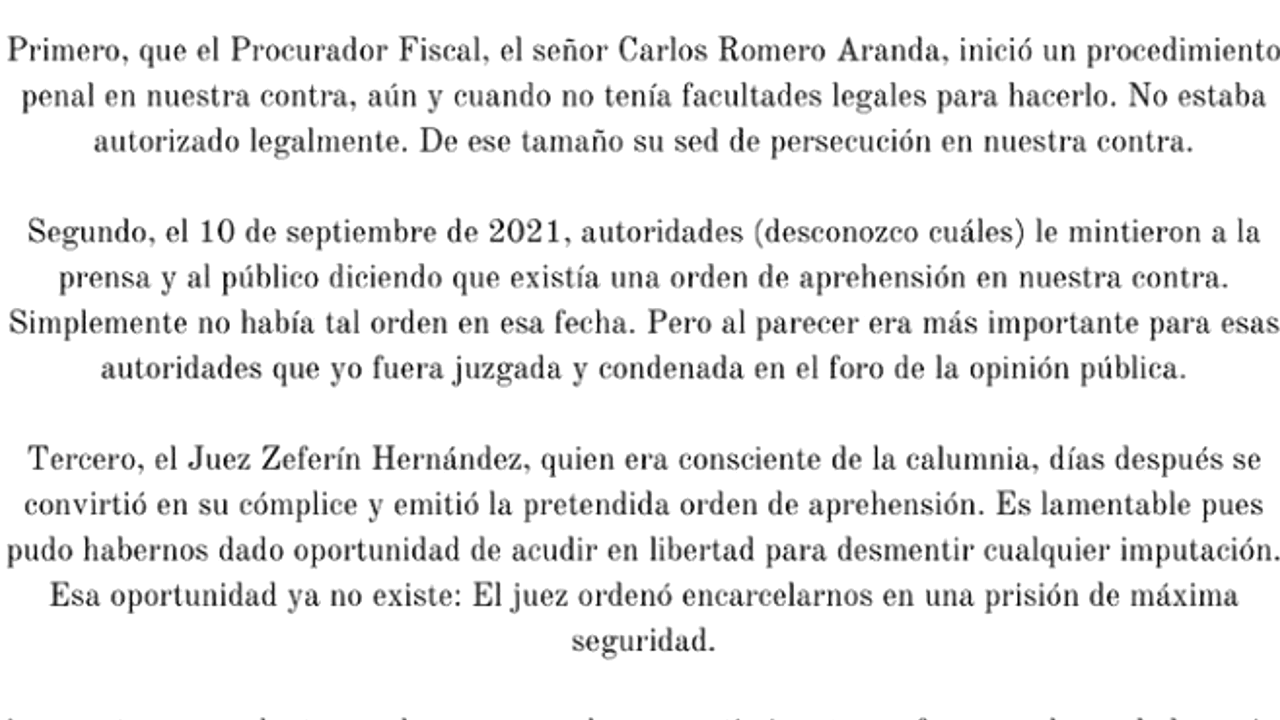 Primero, que el Procurador Fiscal, el señor Carlos Romero Aranda, inició un procedimiento
penal en nuestra contra, aún y cuando no tenía facultades legales para hacerlo. No estaba
autorizado legalmente. De ese tamaño su sed de persecución en nuestra contra.
Segundo, el 10 de septiembre de 2021, autoridades (desconozco cuáles) le mintieron a la
prensa y al público diciendo que existía una orden de aprehensión en nuestra contra.
Simplemente no había tal orden en esa fecha. Pero al parecer era más importante para esas
autoridades que yo fuera juzgada y condenada en el foro de la opinión pública.
Tercero, el Juez Zeferín Hernández, quien era consciente de la calumnia, días después se
convirtió en su cómplice y emitió la pretendida orden de aprehensión. Es lamentable pues
pudo habernos dado oportunidad de acudir en libertad para desmentir cualquier imputación.
Esa oportunidad ya no existe: El juez ordenó encarcelarnos en una prisión de máxima
seguridad.